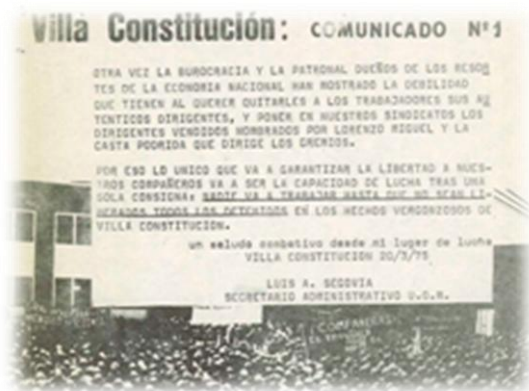 Villa Constitución: COMUNICADO Nº1
OTRA VEZ LA BUROCRACIA Y LA PATRONAL DUEÑOS DE LOS RESOR
TES DE LA ECONOMIA NACIONAL HAN MOSTRADO LA DEBILIDAD
QUE TIENEN AL QUERER QUITARLES A LOS TRABAJADORES SUS AU
TENTICOS DIRIGENTES, Y PONER EN NUESTROS SINDICATOS LOS
DIRIGENTES VENDIDOS NOMBRADOS POR LORENZO MIGUEL Y LA
CASTA PODRIDA QUE DIRIGE LOS GREMIOS.
POR ESO LO UNICO QUE VA A GARANTIZAR LA LIBERTAD A NUES-
TROS COMPAÑEROS VA A SER LA CAPACIDAD DE LUCHA TRAS UNA
SOLA CONSIGNA: NADIE VA A TRABAJAR HASTA QUE NO SEAN LI-
BERADOS TODOS LOS DETENIDOS EN LOS HECHOS VERGONZOSOS DE
VILLA CONSTITUCIÓN.
un saludo combativo desde mi lugar de lucha
VILLA CONSTITUCION 20/3/75
LUIS A. SEGOVIA
SECRETARIO ADMINISTRATIVO U.O.M.
COMPAÑEROS